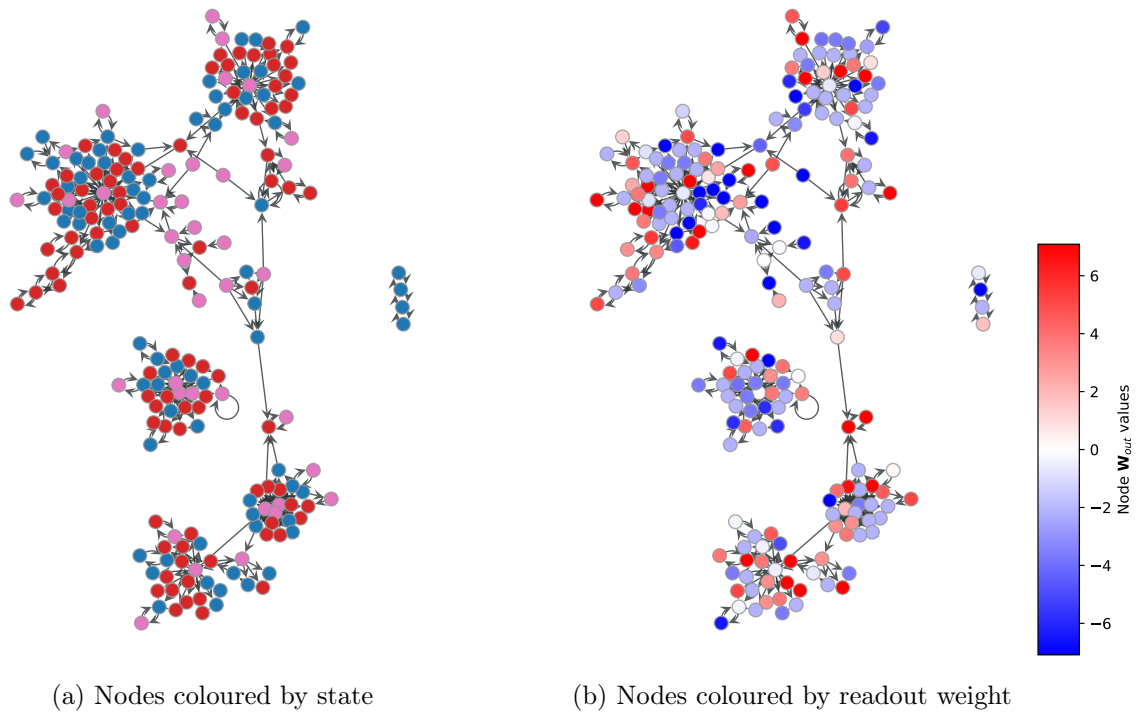 6
4
2
0
−2
−4
−6
Node W_out values
(a) Nodes coloured by state
(b) Nodes coloured by readout weight